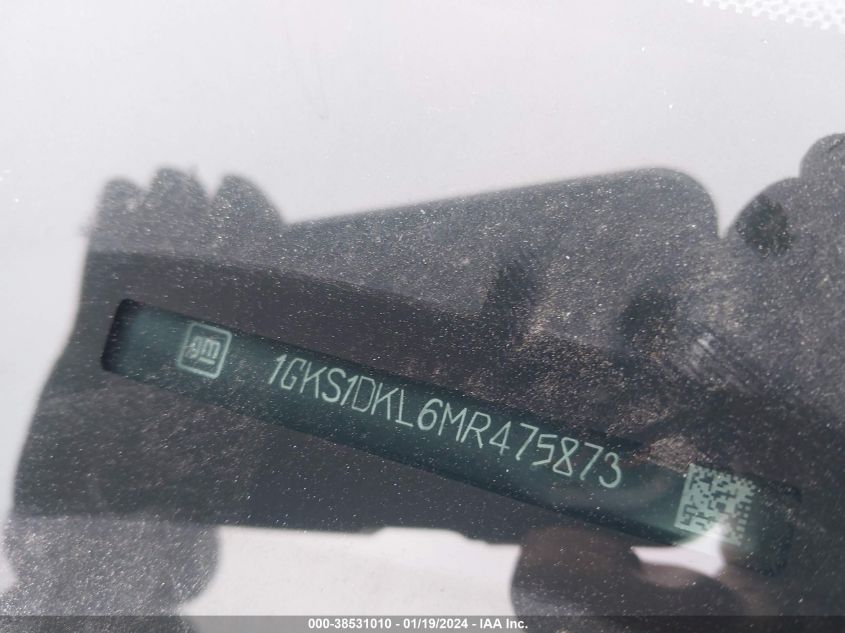 gm 1GKS1DKL6MR475873
000-38531010 - 01/19/2024 - IAA Inc.